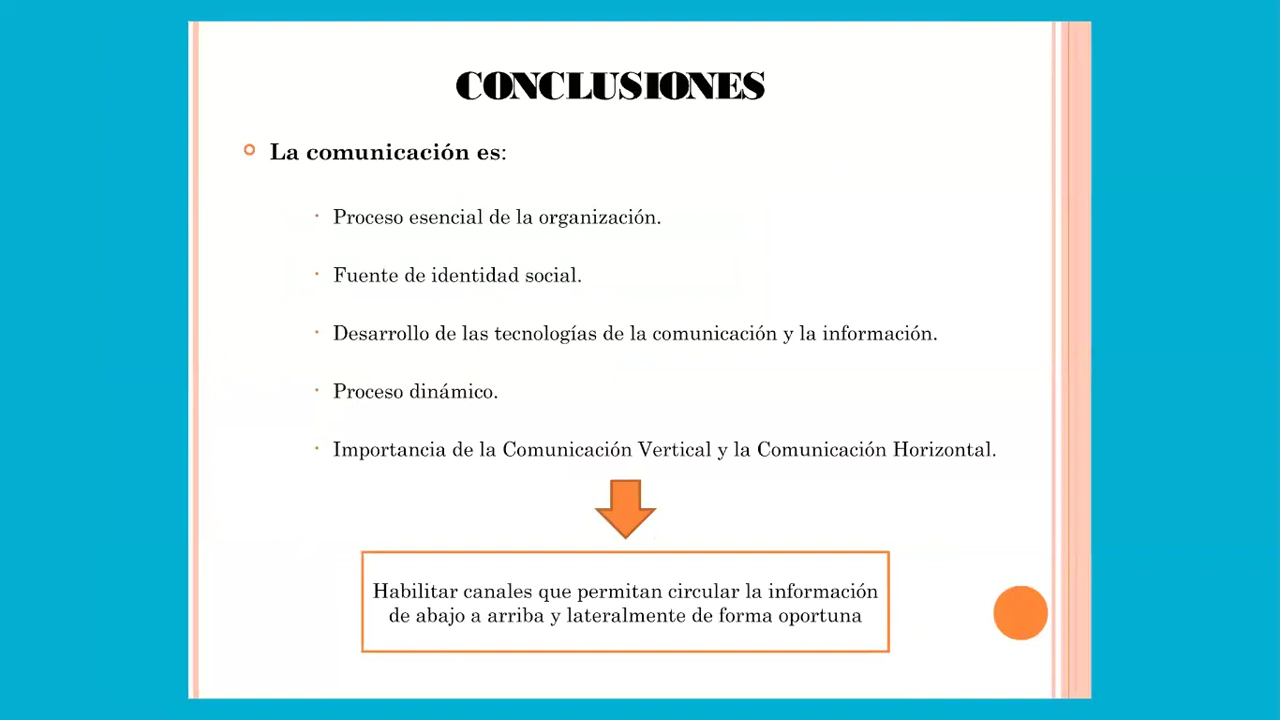 CONCLUSIONES
La comunicación es:
Proceso esencial de la organización.
Fuente de identidad social.
Desarrollo de las tecnologías de la comunicación y la información.
Proceso dinámico.
Importancia de la Comunicación Vertical y la Comunicación Horizontal.
Habilitar canales que permitan circular la información
de abajo a arriba y lateralmente de forma oportuna